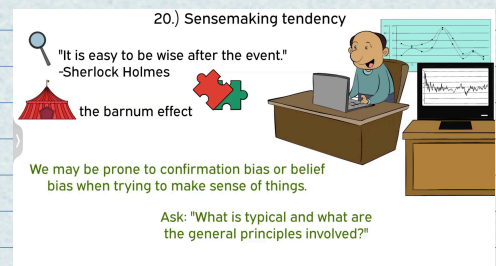 20.) Sensemaking tendency
"It is easy to be wise after the event."
-Sherlock Holmes
the barnum effect
We may be prone to confirmation bias or belief
bias when trying to make sense of things.
Ask: "What is typical and what are
the general principles involved?"